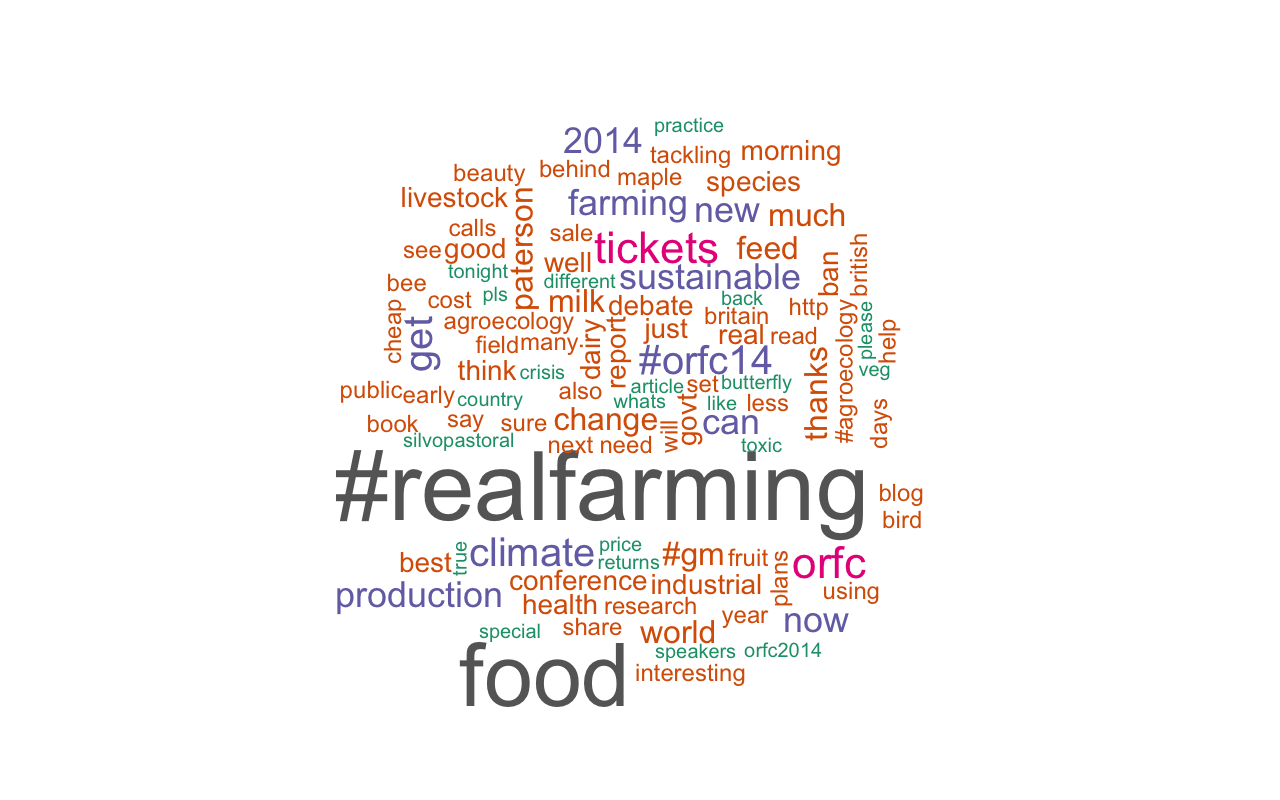 practice
2014
tackling
morning
behind
beauty
maple
species
livestock
farming
new
much
paterson
calls
sale
tickets
feed
see
good
well
ban
british
tonight
different
sustainable
bee
pls
milk
debate
back
cost
http
cheap
get
agroecology
dairy
report
just
britain
real
read
#agroecology
please
help
field
many
#orfc14
think
crisis
thanks
veg
public
early
country
also
article
set
butterfly
whats
govt
like
less
days
book
say
sure
change
will
can
silvopastoral
next
need
toxic
#realfarming
blog
bird
best
true
climate
price
returns
#gm
fruit
plans
orfc
production
conference
industrial
using
health
research
year
now
special
share
world
speakers
orfc2014
food
interesting